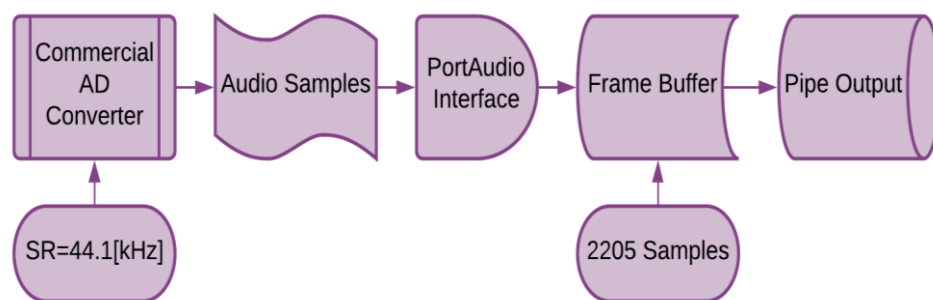 Commercial
AD
Converter
Audio Samples
PortAudio
Interface
Frame Buffer
Pipe Output
SR=44.1[kHz]
2205 Samples